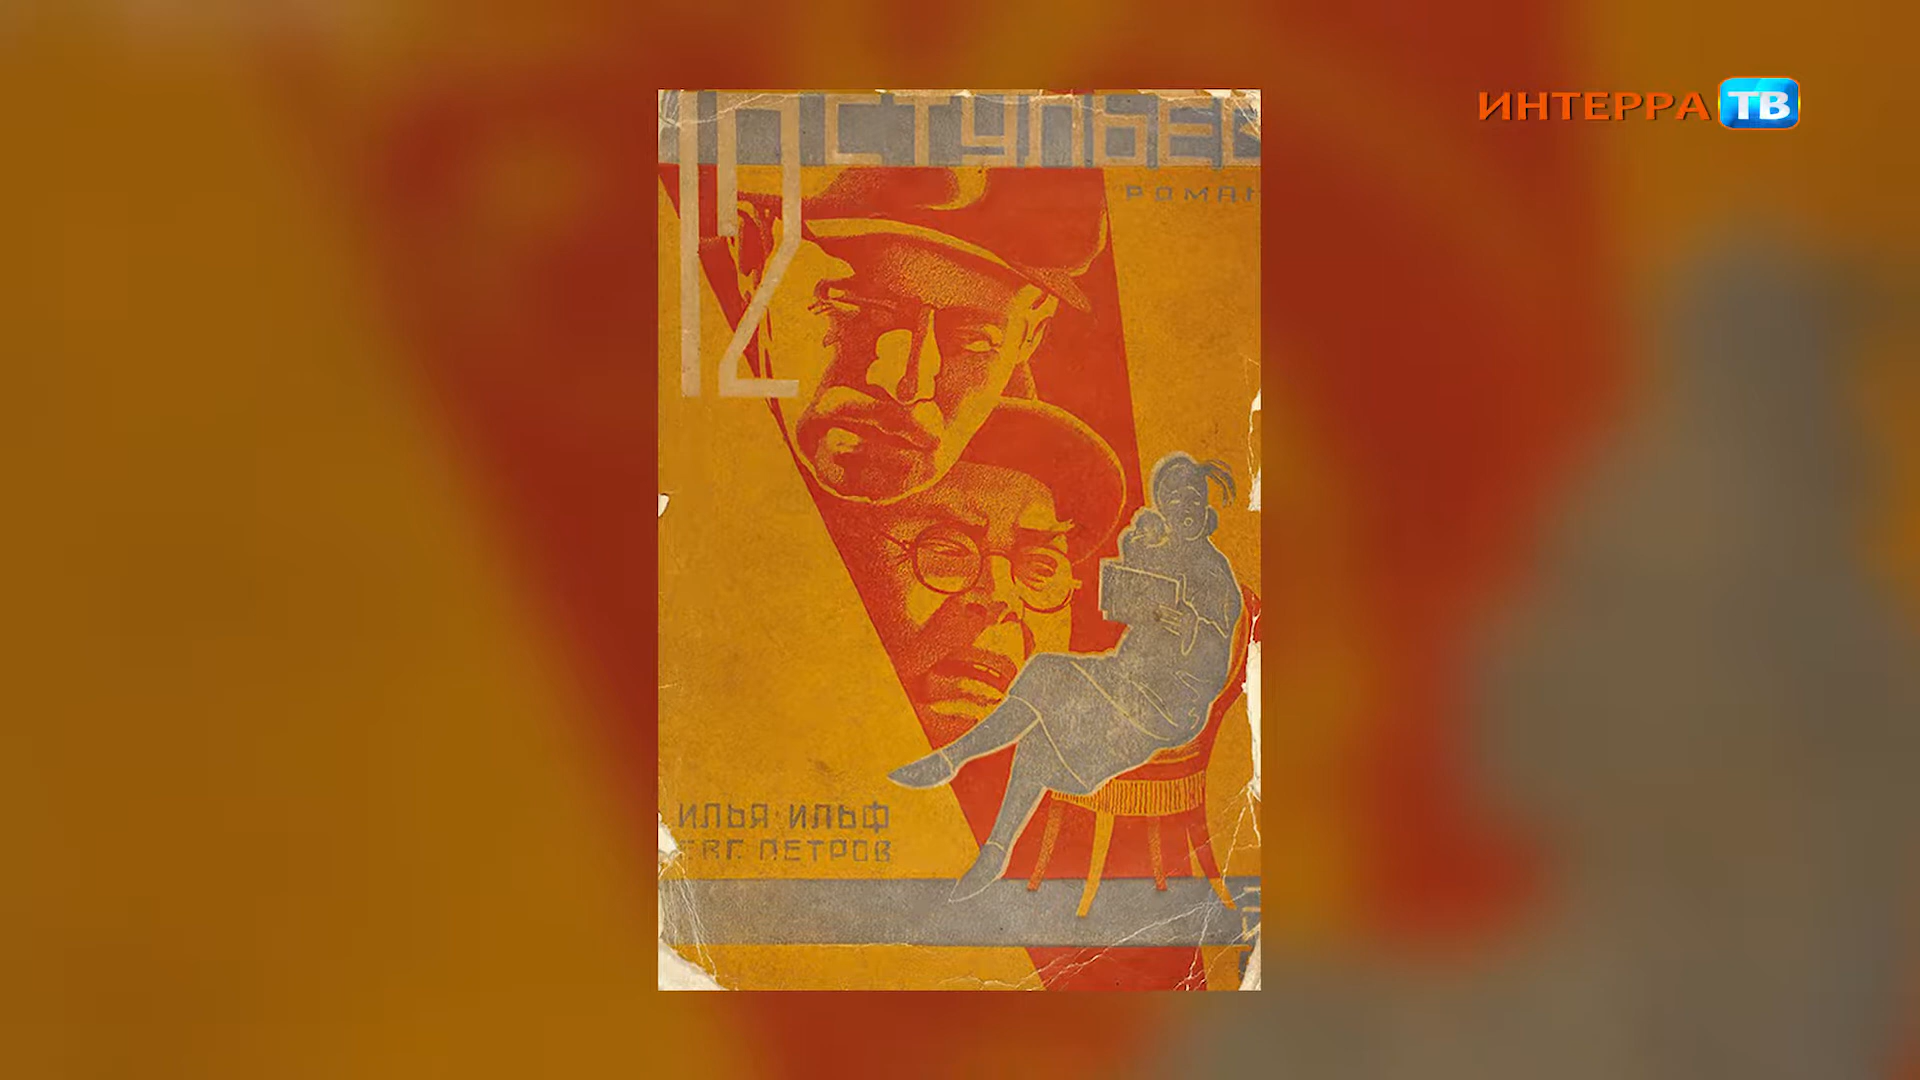 ИНТЕРРА ТВ
12 СТУЛЬЕВ
РОМАН
ИЛЬЯ ИЛЬФ
ЕВГ. ПЕТРОВ